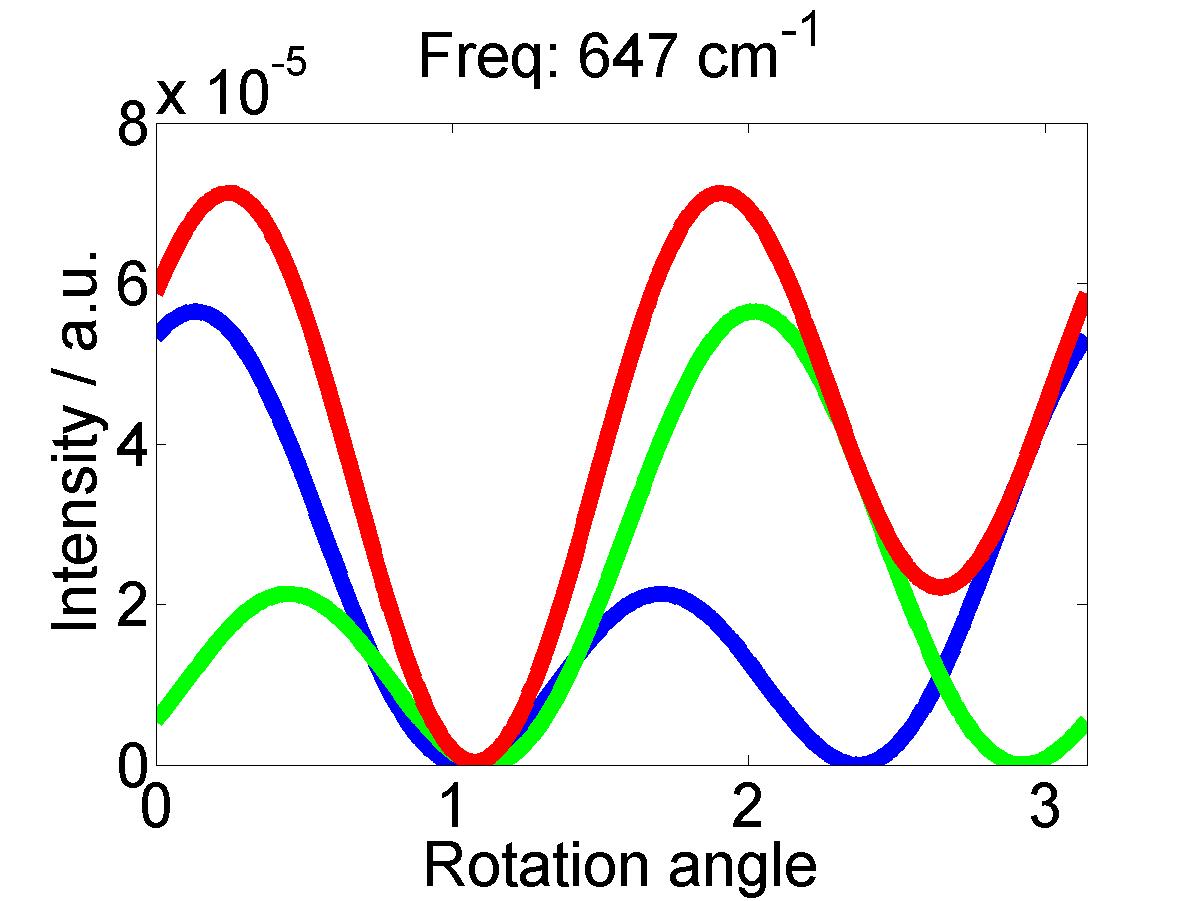 Freq: 647 cm-1
x 10-5
8
6
4
2
0
Intensity / a.u.
0 1 2 3
Rotation angle